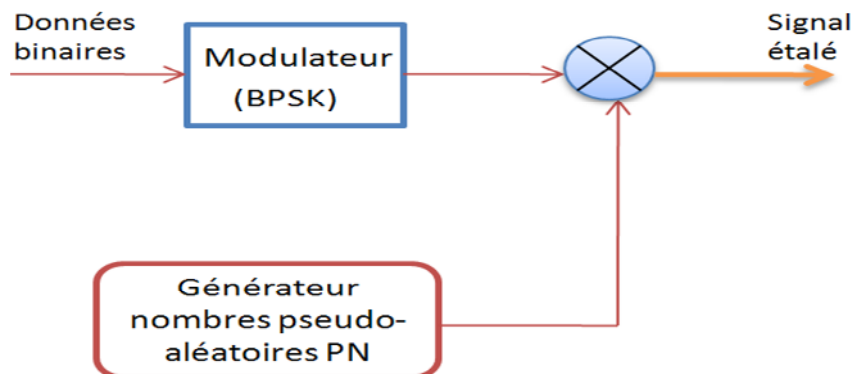 Données
binaires
Modulateur
(BPSK)
Signal
étalé
Générateur
nombres pseudo-
aléatoires PN